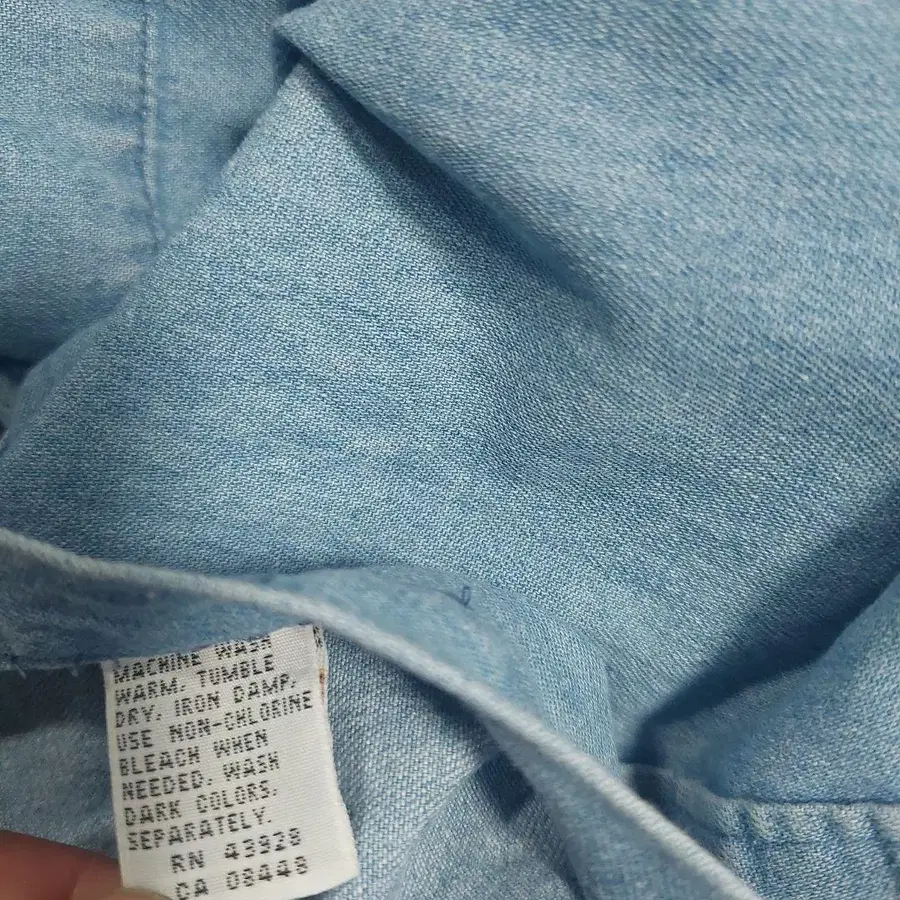 MACHINE WASH
WARM, TUMBLE
DRY, IRON DAMP.
USE NON-CHLORINE
BLEACH WHEN
NEEDED. WASH
DARK COLORS,
SEPARATELY.
RN 43928
CA 08448